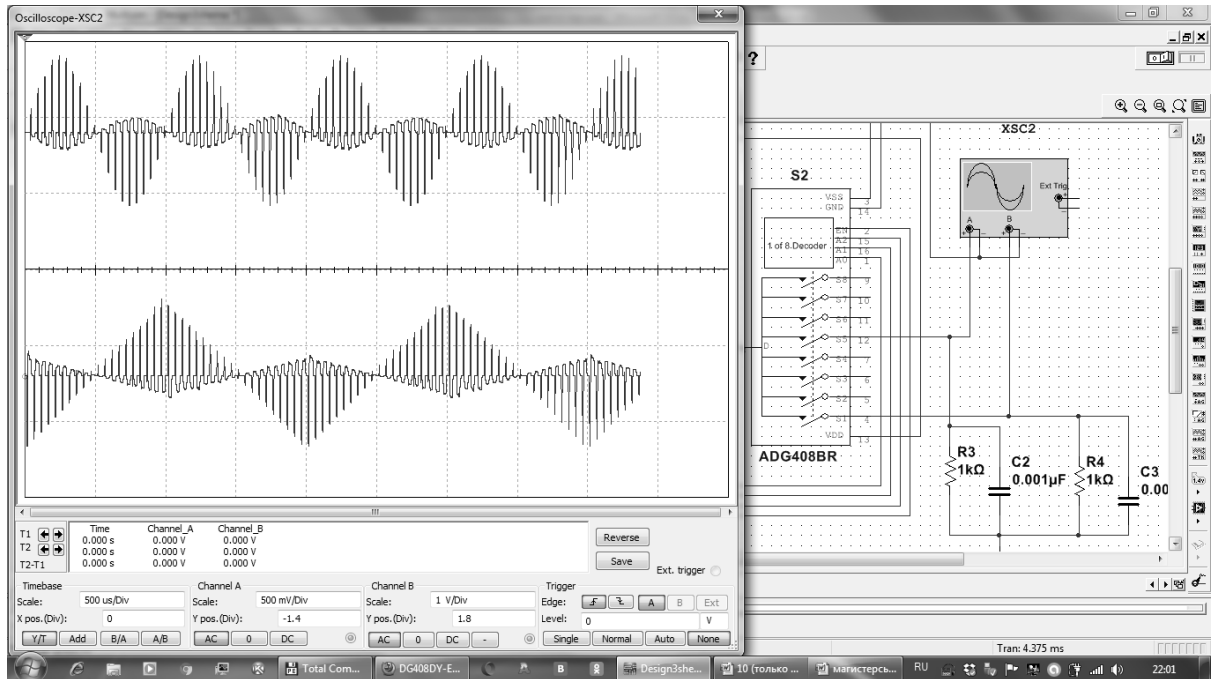 Oscilloscope-XSC2
T1
T2
T2-T1
Time Channel_A Channel_B
0.000 s 0.000 V 0.000 V
0.000 s 0.000 V 0.000 V
0.000 s 0.000 V 0.000 V
Reverse
Save
Ext. trigger
Timebase
Scale: 500 us/Div
X pos.(Div): 0
Y/T Add B/A A/B
Channel A
Scale: 500 mV/Div
Y pos.(Div): -1.4
AC 0 DC
Channel B
Scale: 1 V/Div
Y pos.(Div): 1.8
AC 0 DC -
Trigger
Edge: A B Ext
Level: 0 V
Single Normal Auto None
?
XSC2
Ext Trig
+
-
A B
+ - + -
S2
VSS 3
GND 14
EN 2
A2 15
A1 16
A0 1
1 of 8 Decoder
S8 9
S7 10
S6 11
S5 12
S4 7
S3 6
S2 5
S1 4
D
VDD 13
ADG408BR
R3
1kΩ
C2
0.001µF
R4
1kΩ
C3
0.00
Tran: 4.375 ms
Total Com...
DG408DY-E...
Design3she...
10 (только ...
магистерсь...
RU
22:01